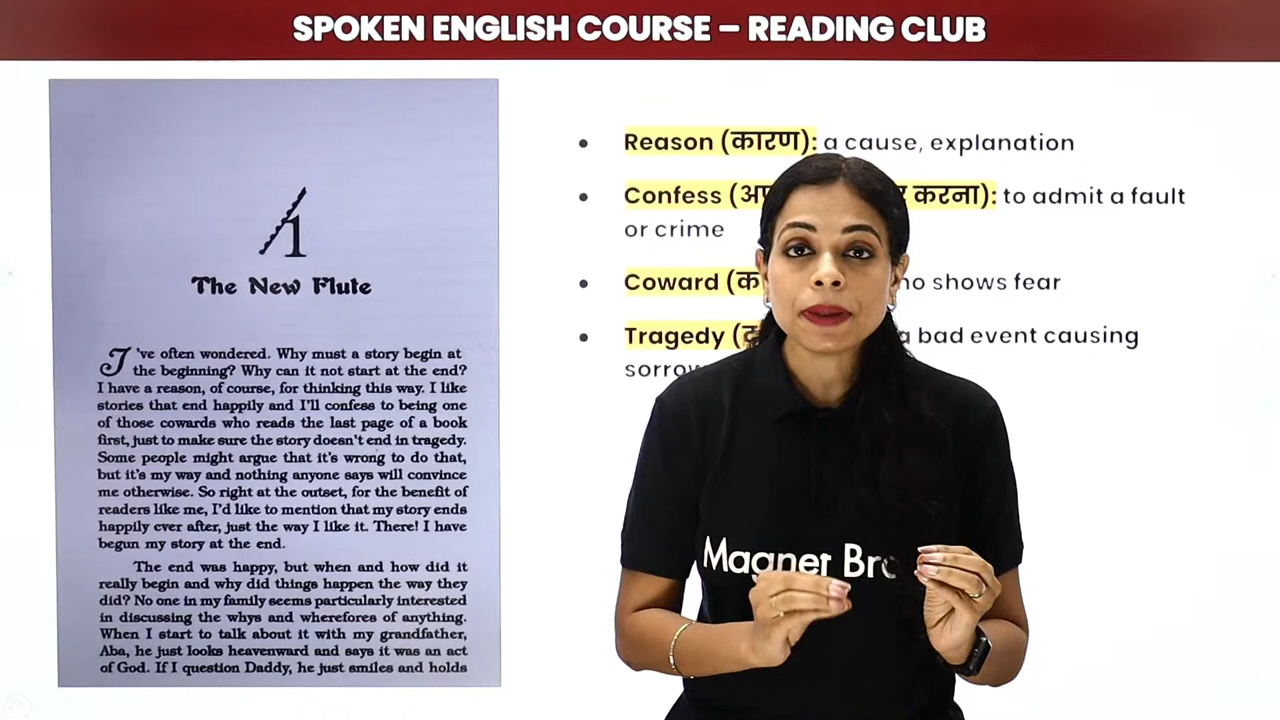 SPOKEN ENGLISH COURSE – READING CLUB
1
The New Flute
I've often wondered. Why must a story begin at
the beginning? Why can it not start at the end?
I have a reason, of course, for thinking this way. I like
stories that end happily and I'll confess to being one
of those cowards who reads the last page of a book
first, just to make sure the story doesn't end in tragedy.
Some people might argue that it's wrong to do that,
but it's my way and nothing anyone says will convince
me otherwise. So right at the outset, for the benefit of
readers like me, I'd like to mention that my story ends
happily ever after, just the way I like it. There! I have
begun my story at the end.
The end was happy, but when and how did it
really begin and why did things happen the way they
did? No one in my family seems particularly interested
in discussing the whys and wherefores of anything.
When I start to talk about it with my grandfather,
Aba, he just looks heavenward and says it was an act
of God. If I question Daddy, he just smiles and holds
• Reason (कारण): a cause, explanation
• Confess ( करना): to admit a fault
or crime
• Coward ( shows fear
• Tragedy ( a bad event causing
Magnet